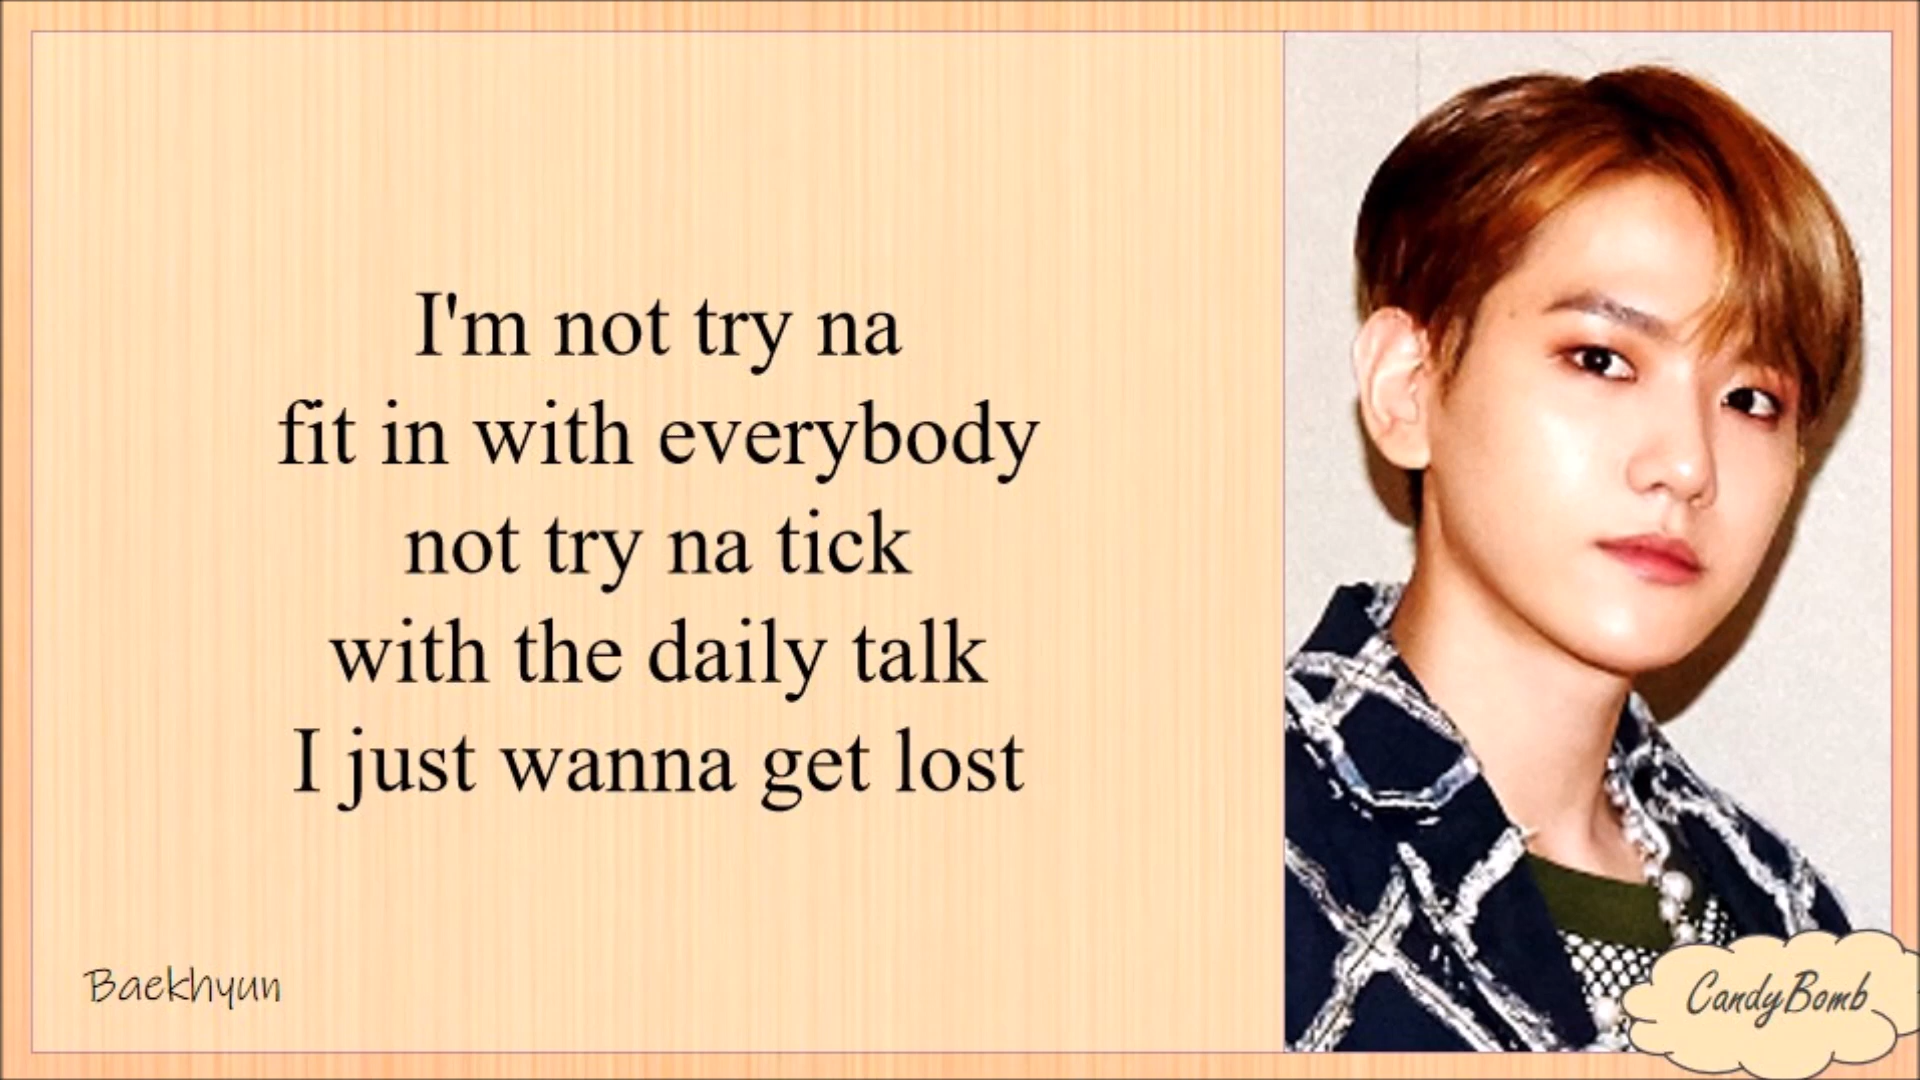 I'm not try na
fit in with everybody
not try na tick
with the daily talk
I just wanna get lost
Baekhyun
CandyBomb